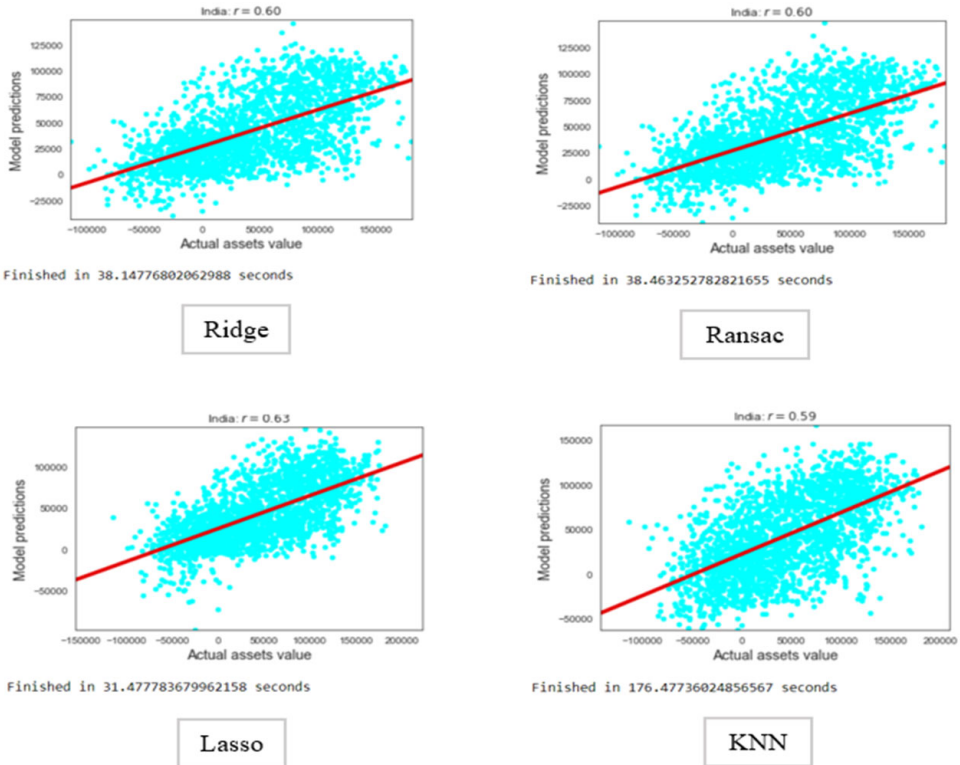 India: r = 0.60
Model predictions
125000
100000
75000
50000
25000
0
−25000
−100000 −50000 0 50000 100000 150000
Actual assets value
Finished in 38.14776802062988 seconds
Ridge
India: r = 0.60
Model predictions
125000
100000
75000
50000
25000
0
−25000
−100000 −50000 0 50000 100000 150000
Actual assets value
Finished in 38.463252782821655 seconds
Ransac
India: r = 0.63
Model predictions
100000
50000
0
−50000
−150000 −100000 −50000 0 50000 100000 150000 200000
Actual assets value
Finished in 31.477783679962158 seconds
Lasso
India: r = 0.59
Model predictions
150000
100000
50000
0
−50000
−100000 −50000 0 50000 100000 150000 200000
Actual assets value
Finished in 176.47736024856567 seconds
KNN